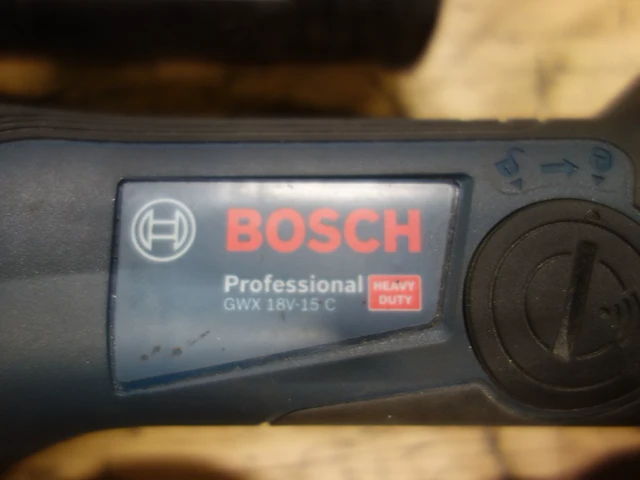 BOSCH
Professional
HEAVY
DUTY
GWX 18V-15 C